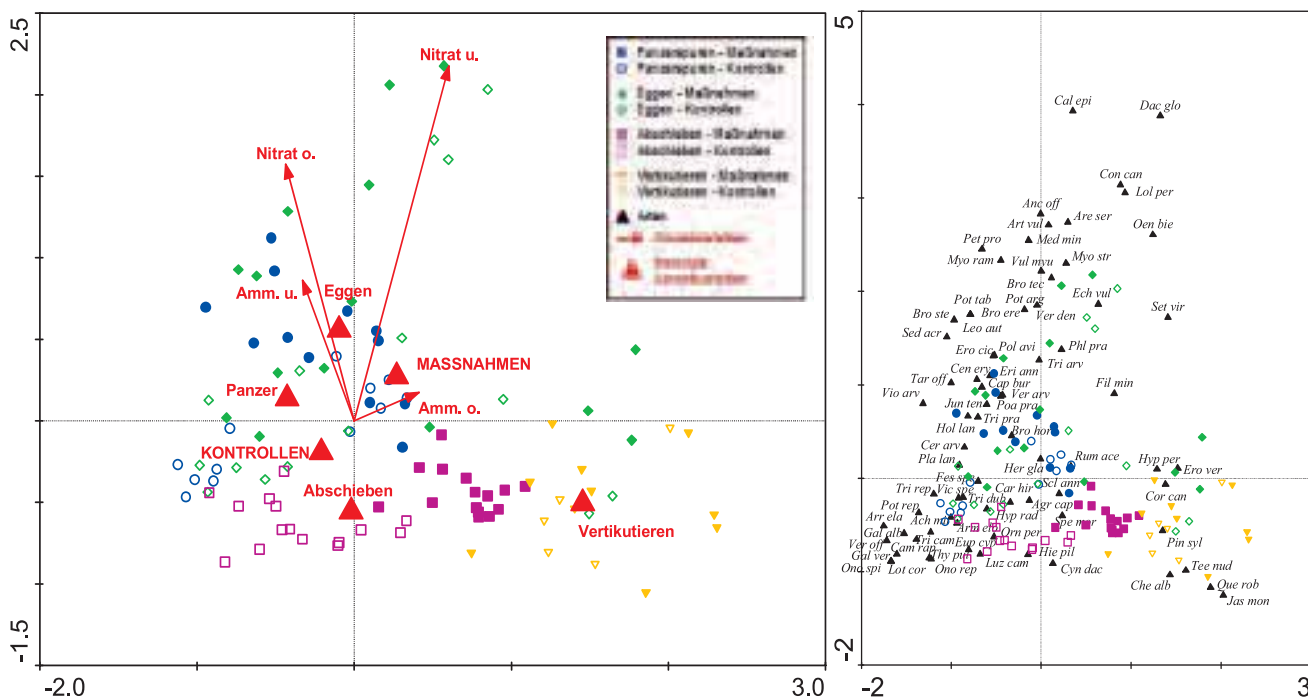 2.5
Nitrat u.
Nitrat o.
Amm. u.
Eggen
MASSNAHMEN
Panzer
Amm. o.
KONTROLLEN
Abschieben
Vertikutieren
-1.5
-2.0
3.0
Panzerspuren - Maßnahmen
Panzerspuren - Kontrollen
Eggen - Maßnahmen
Eggen - Kontrollen
Abschieben - Maßnahmen
Abschieben - Kontrollen
Vertikutieren - Maßnahmen
Vertikutieren - Kontrollen
Arten
5
Cal epi
Dac glo
Con can
Lol per
Anc off
Art vul
Are ser
Oen bie
Pet pro
Med min
Myo ram
Vul myu
Myo str
Bro tec
Pot tab
Pot arg
Ech vul
Bro ste
Bro ere
Ver den
Set vir
Sed acr
Leo aut
Ero cic
Pol avi
Phl pra
Tri arv
Cen ery
Eri ann
Tar off
Cap bur
Fil min
Vio arv
Ver arv
Jun ten
Poa pra
Tri pra
Hol lan
Bro hor
Cer arv
Pla lan
Her gla
Rum ace
Hyp per
Ero ver
Fes spe
Scl ann
Cor can
Tri rep
Vic spe
Tri dub
Car hir
Agr cap
Pot rep
Hyp rad
Spe mor
Arr ela
Ach mil
Arm elo
Orn per
Gal alb
Tri cam
Eup cyp
Pin syl
Ver off
Cam rap
Hie pil
Gal ver
Thy pul
Luz cam
Cyn dac
Tee nud
Ono spi
Lot cor
Ono rep
Che alb
Que rob
Jas mon
-2
3